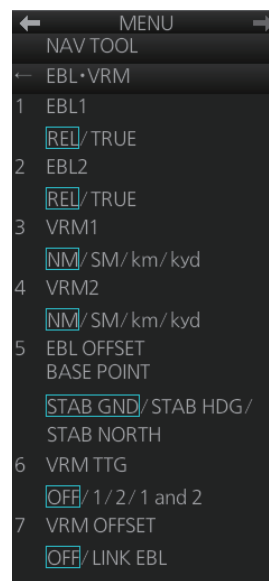 ← MENU →
NAV TOOL
← EBL•VRM
1 EBL1
REL/TRUE
2 EBL2
REL/TRUE
3 VRM1
NM/SM/km/kyd
4 VRM2
NM/SM/km/kyd
5 EBL OFFSET
BASE POINT
STAB GND/STAB HDG/
STAB NORTH
6 VRM TTG
OFF/1/2/1 and 2
7 VRM OFFSET
OFF/LINK EBL